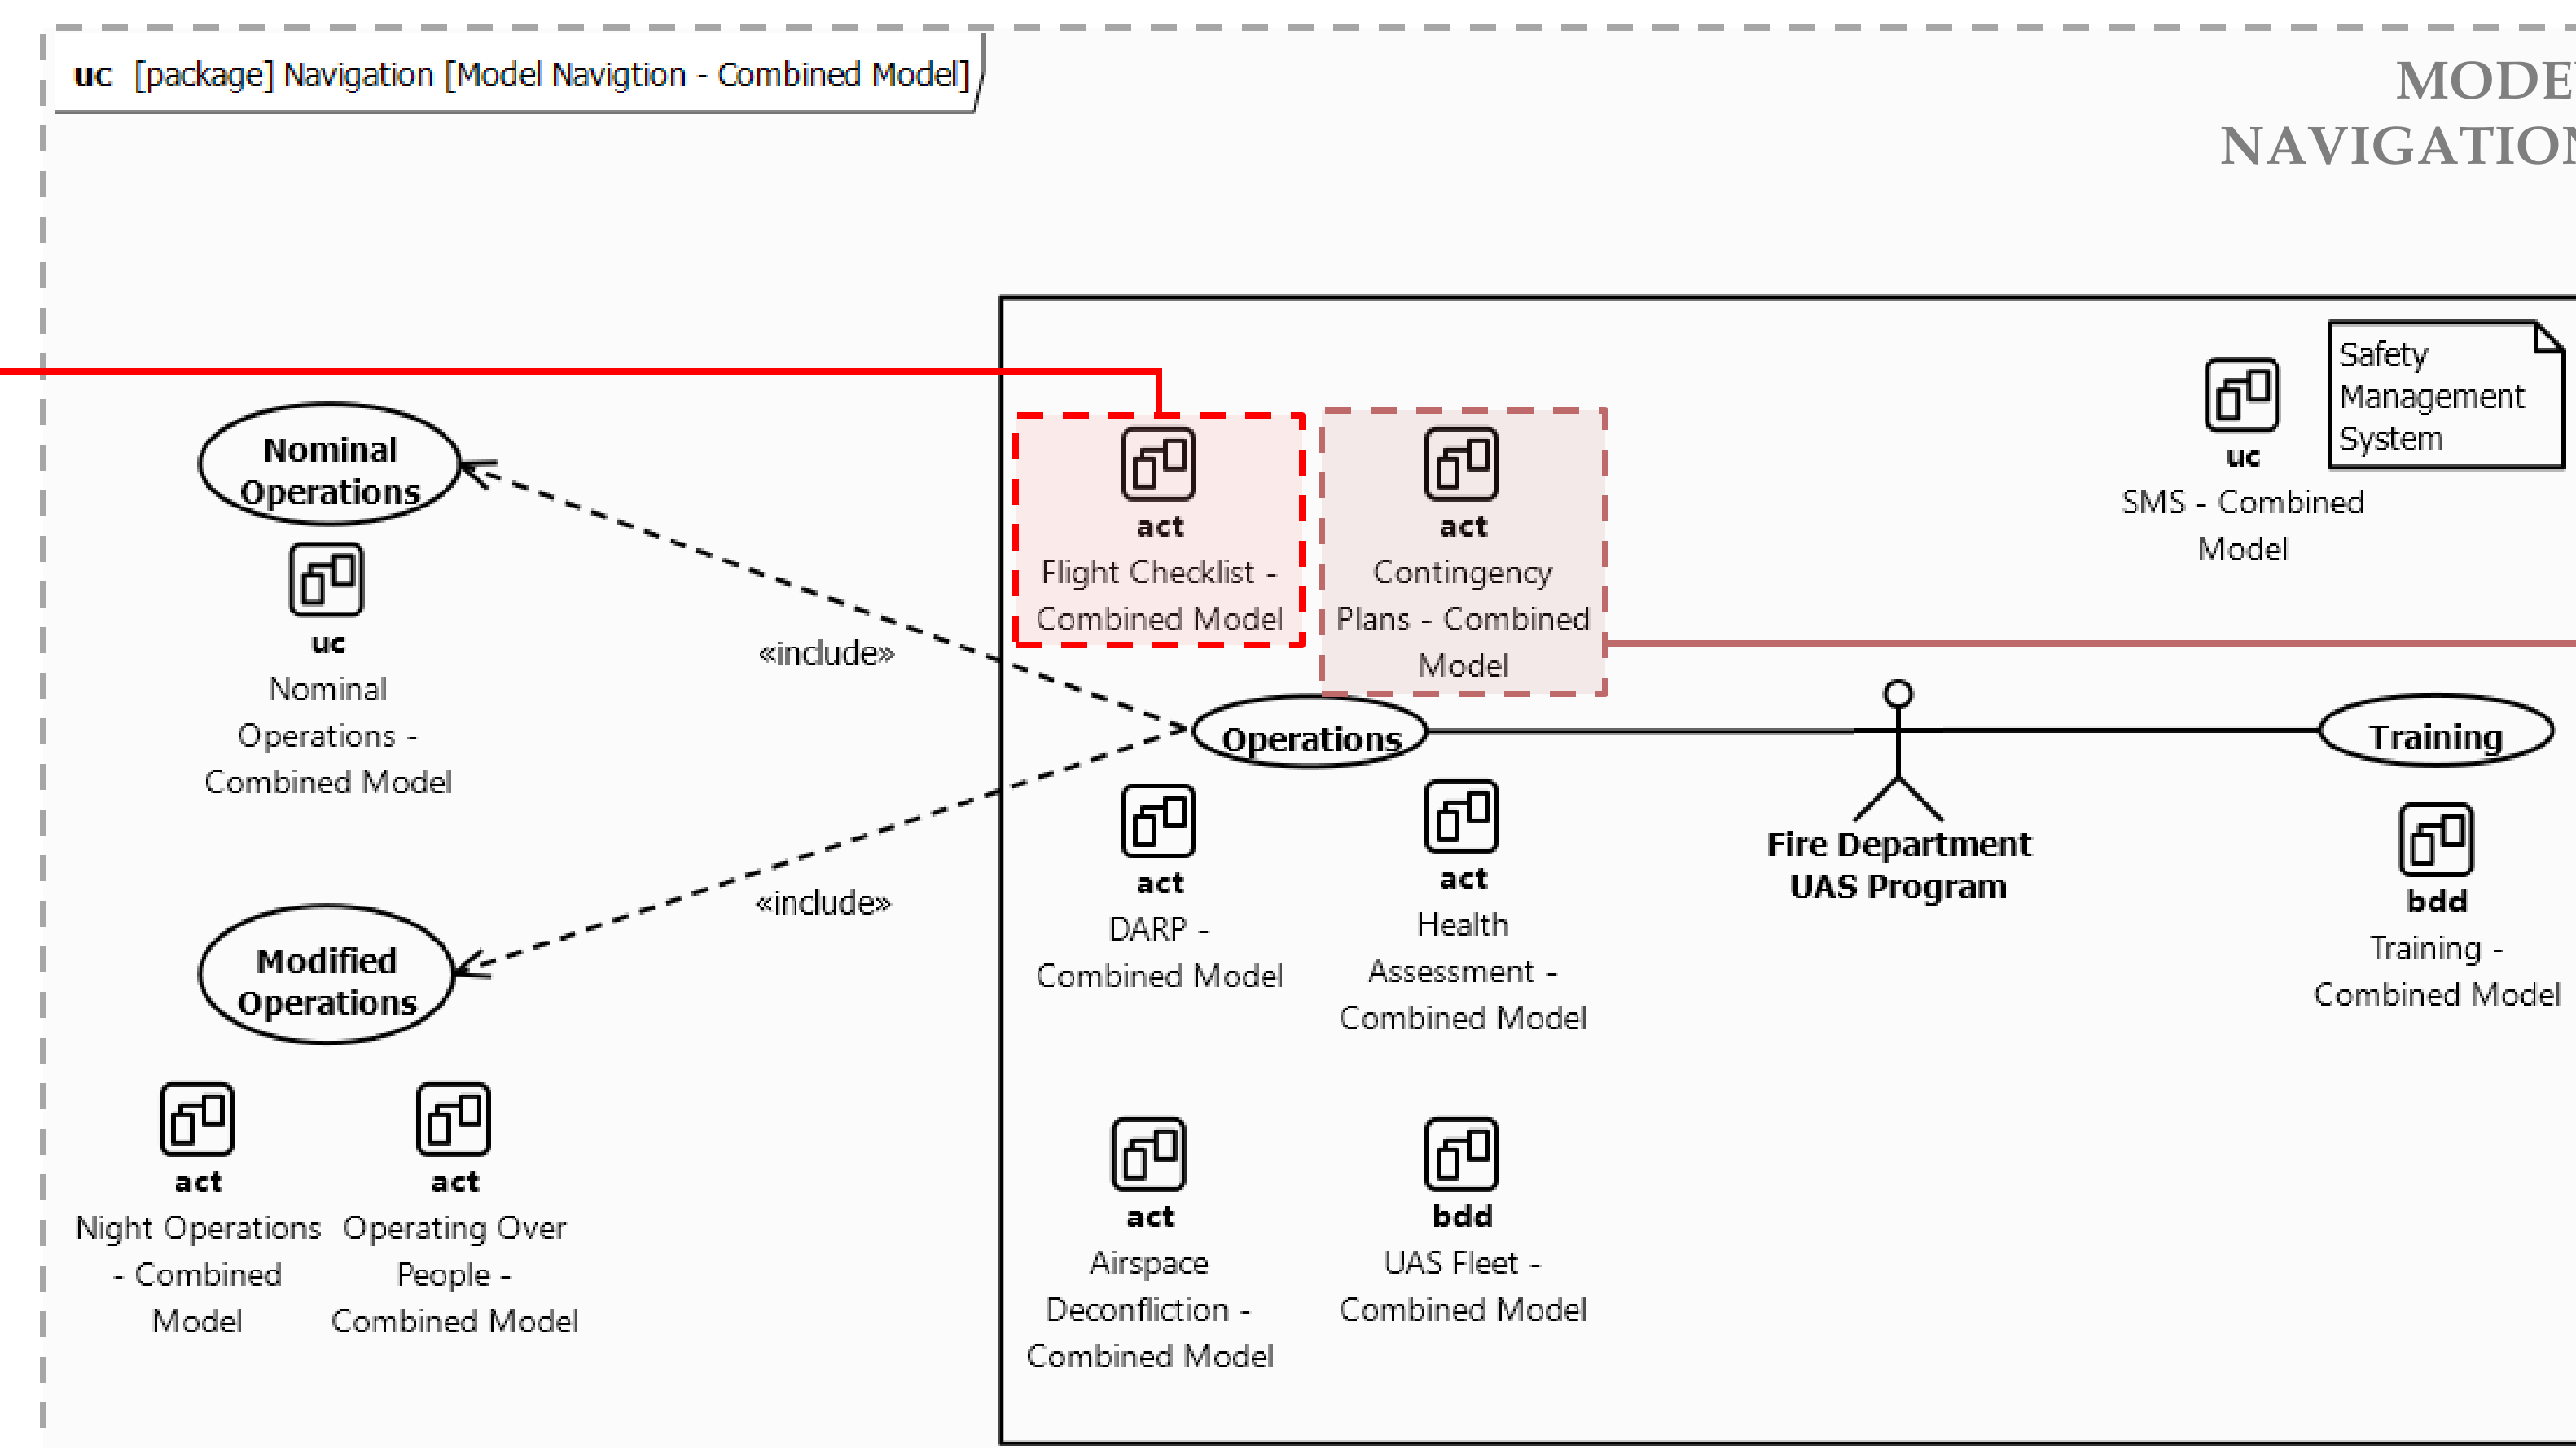 uc [package] Navigation [Model Navigtion - Combined Model]
Nominal
Operations
uc
Nominal
Operations -
Combined Model
«include»
«include»
Modified
Operations
act
Night Operations
- Combined
Model
act
Operating Over
People -
Combined Model
act
Flight Checklist -
Combined Model
act
Contingency
Plans - Combined
Model
Operations
act
DARP -
Combined Model
act
Health
Assessment -
Combined Model
act
Airspace
Deconfliction -
Combined Model
bdd
UAS Fleet -
Combined Model
Fire Department
UAS Program
uc
SMS - Combined
Model
Safety
Management
System
Training
bdd
Training -
Combined Model